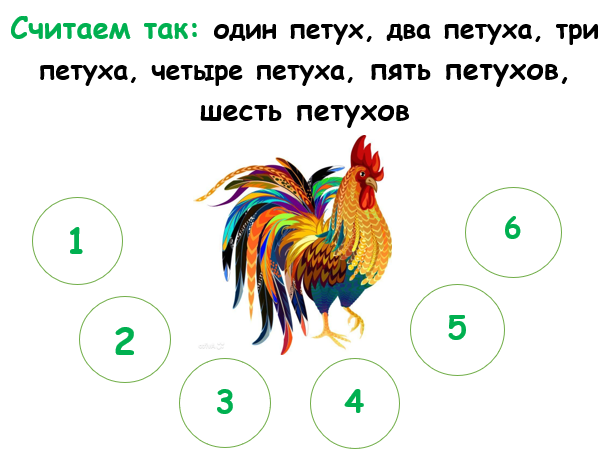 Считаем так: один петух, два петуха, три
петуха, четыре петуха, пять петухов,
шесть петухов
1
6
2
5
3
4